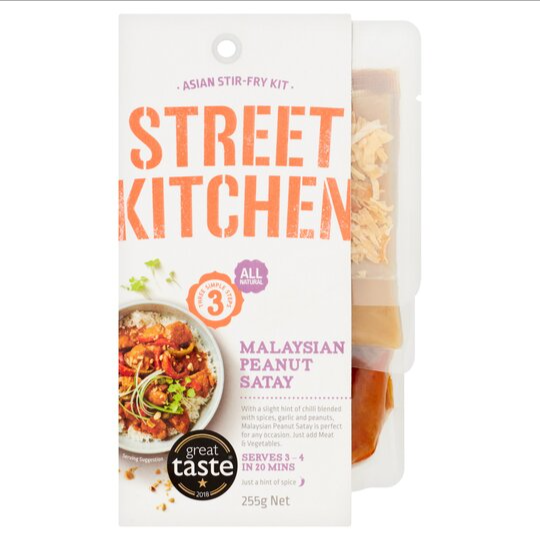 · ASIAN STIR-FRY KIT ·
STREET
KITCHEN
ALL
NATURAL
THREE SIMPLE STEPS
3
MALAYSIAN
PEANUT
SATAY
With a slight hint of chilli blended
with spices, garlic and peanuts,
Malaysian Peanut Satay is perfect
for any occasion. Just add Meat
& Vegetables.
SERVES 3 – 4
IN 20 MINS
Just a hint of spice
255g Net
great
taste
2018
Serving Suggestion